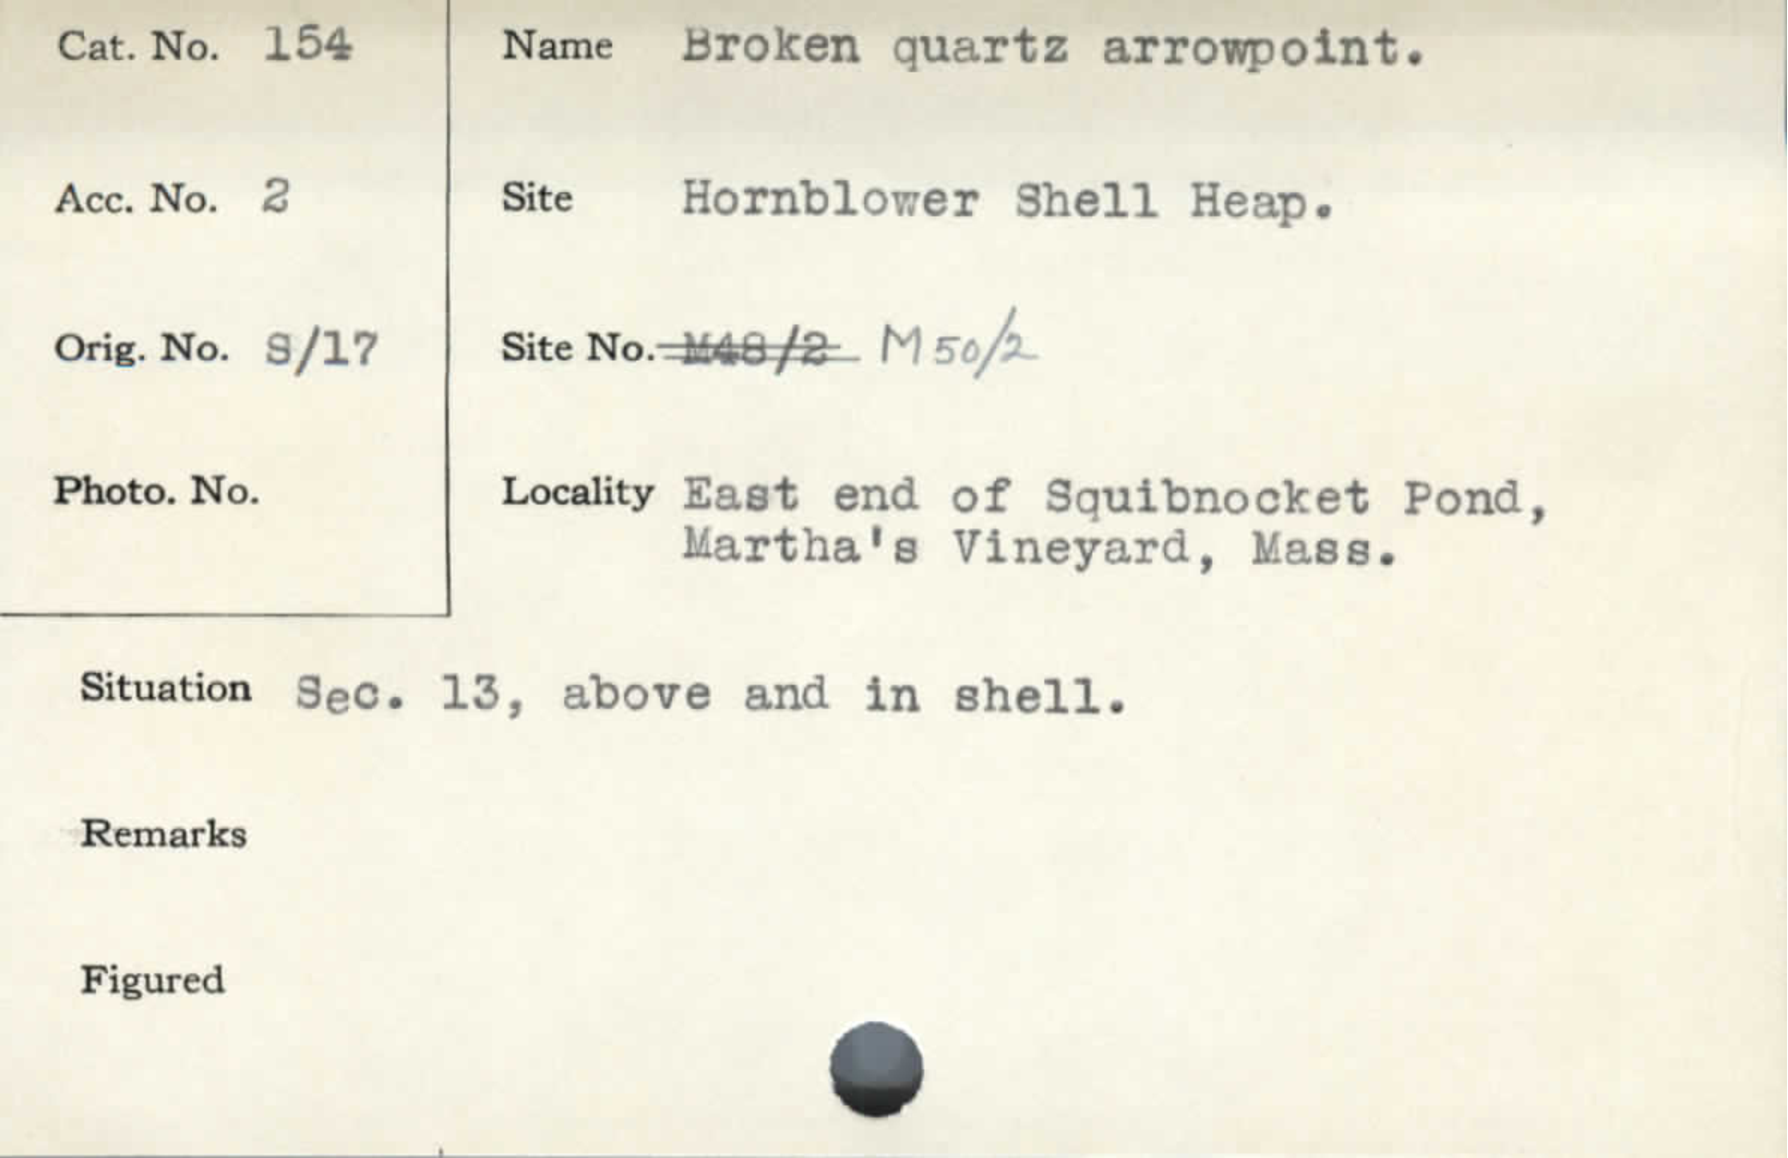 Cat. No. 154
Acc. No. 2
Orig. No. S/17
Photo. No.
Name Broken quartz arrowpoint.
Site Hornblower Shell Heap.
Site No. M48/2 M50/2
Locality East end of Squibnocket Pond,
Martha's Vineyard, Mass.
Situation Sec. 13, above and in shell.
Remarks
Figured